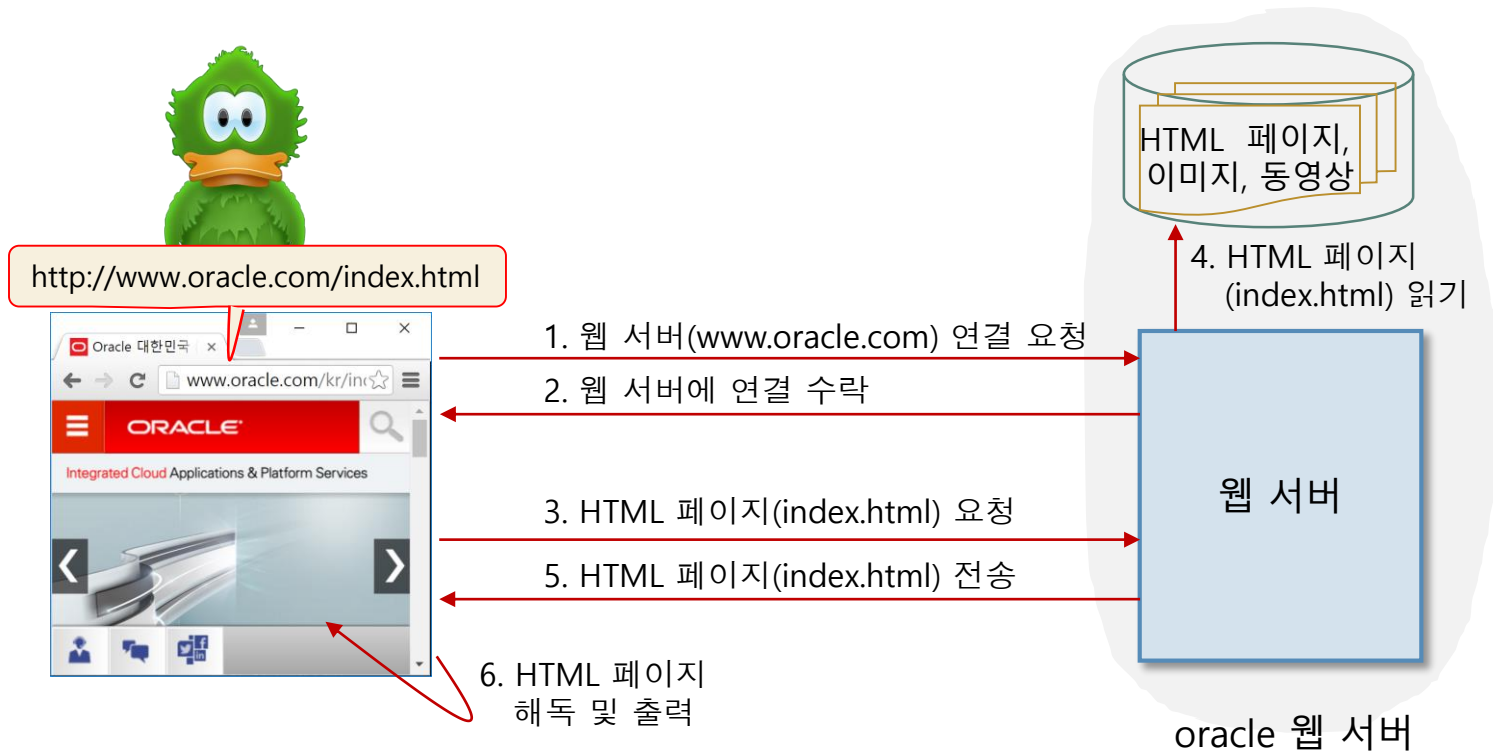 HTML 페이지,
이미지, 동영상
http://www.oracle.com/index.html
4. HTML 페이지
(index.html) 읽기
Oracle 대한민국
www.oracle.com/kr/in
ORACLE
Integrated Cloud Applications & Platform Services
1. 웹 서버(www.oracle.com) 연결 요청
2. 웹 서버에 연결 수락
3. HTML 페이지(index.html) 요청
5. HTML 페이지(index.html) 전송
웹 서버
6. HTML 페이지
해독 및 출력
oracle 웹 서버